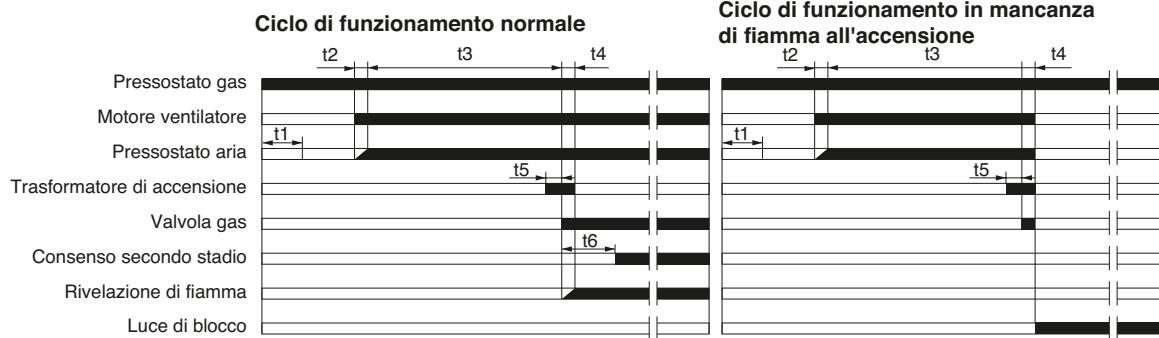 Ciclo di funzionamento normale
Ciclo di funzionamento in mancanza
di fiamma all'accensione
t2 t3 t4 t2 t3 t4
Pressostato gas
Motore ventilatore
t1 t1
Pressostato aria
t5 t5
Trasformatore di accensione
Valvola gas
t6
Consenso secondo stadio
Rivelazione di fiamma
Luce di blocco